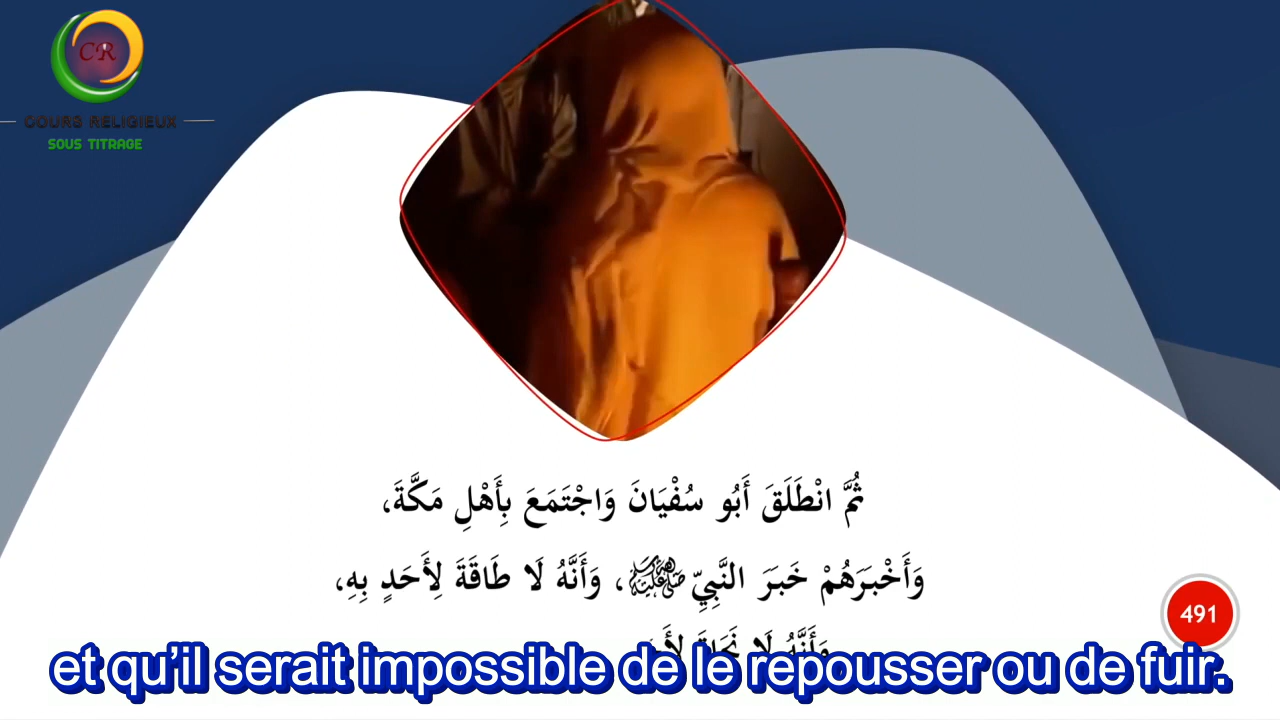 CR
COURS RELIGIEUX
SOUS TITRAGE
ثُمَّ انْطَلَقَ أَبُو سُفْيَانَ وَاجْتَمَعَ بِأَهْلِ مَكَّةَ،
وَأَخْبَرَهُمْ خَبَرَ النَّبِيِّ ﷺ، وَأَنَّهُ لَا طَاقَةَ لِأَحَدٍ بِهِ،
وَأَنَّهُ لَا نَجَاةَ
491
et qu'il serait impossible de le repousser ou de fuir.